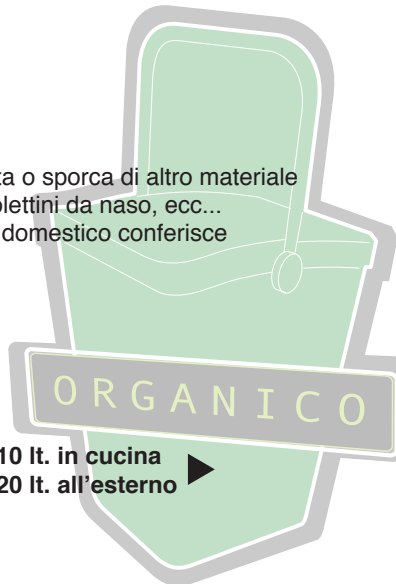 ta o sporca di altro materiale
olettini da naso, ecc...
domestico conferisce
ORGANICO
10 lt. in cucina
20 lt. all'esterno